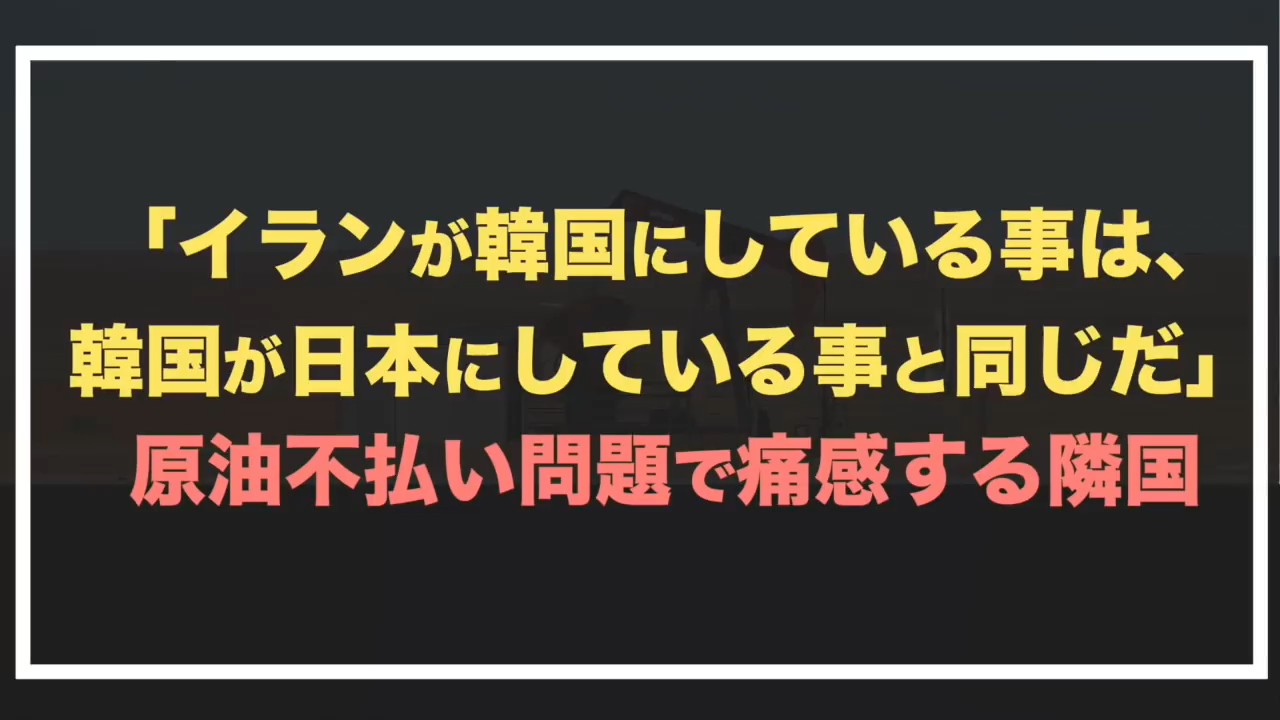 「イランが韓国にしている事は、
韓国が日本にしている事と同じだ」
原油不払い問題で痛感する隣国